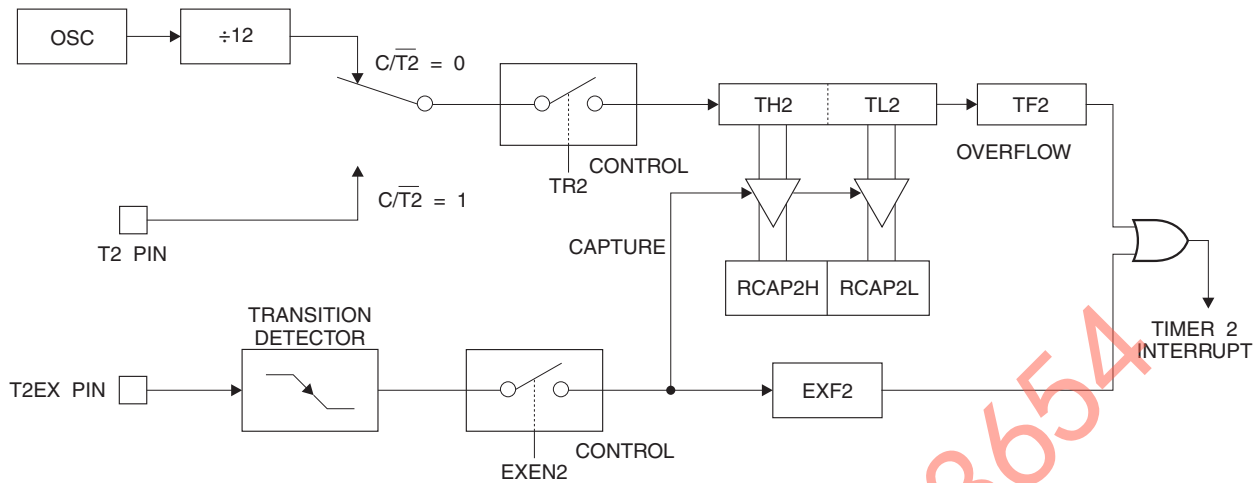 OSC
÷12
C/T2̅ = 0
TH2
TL2
TF2
OVERFLOW
CONTROL
TR2
C/T2̅ = 1
T2 PIN
CAPTURE
RCAP2H
RCAP2L
TRANSITION
DETECTOR
TIMER 2
INTERRUPT
T2EX PIN
EXF2
CONTROL
EXEN2
3654